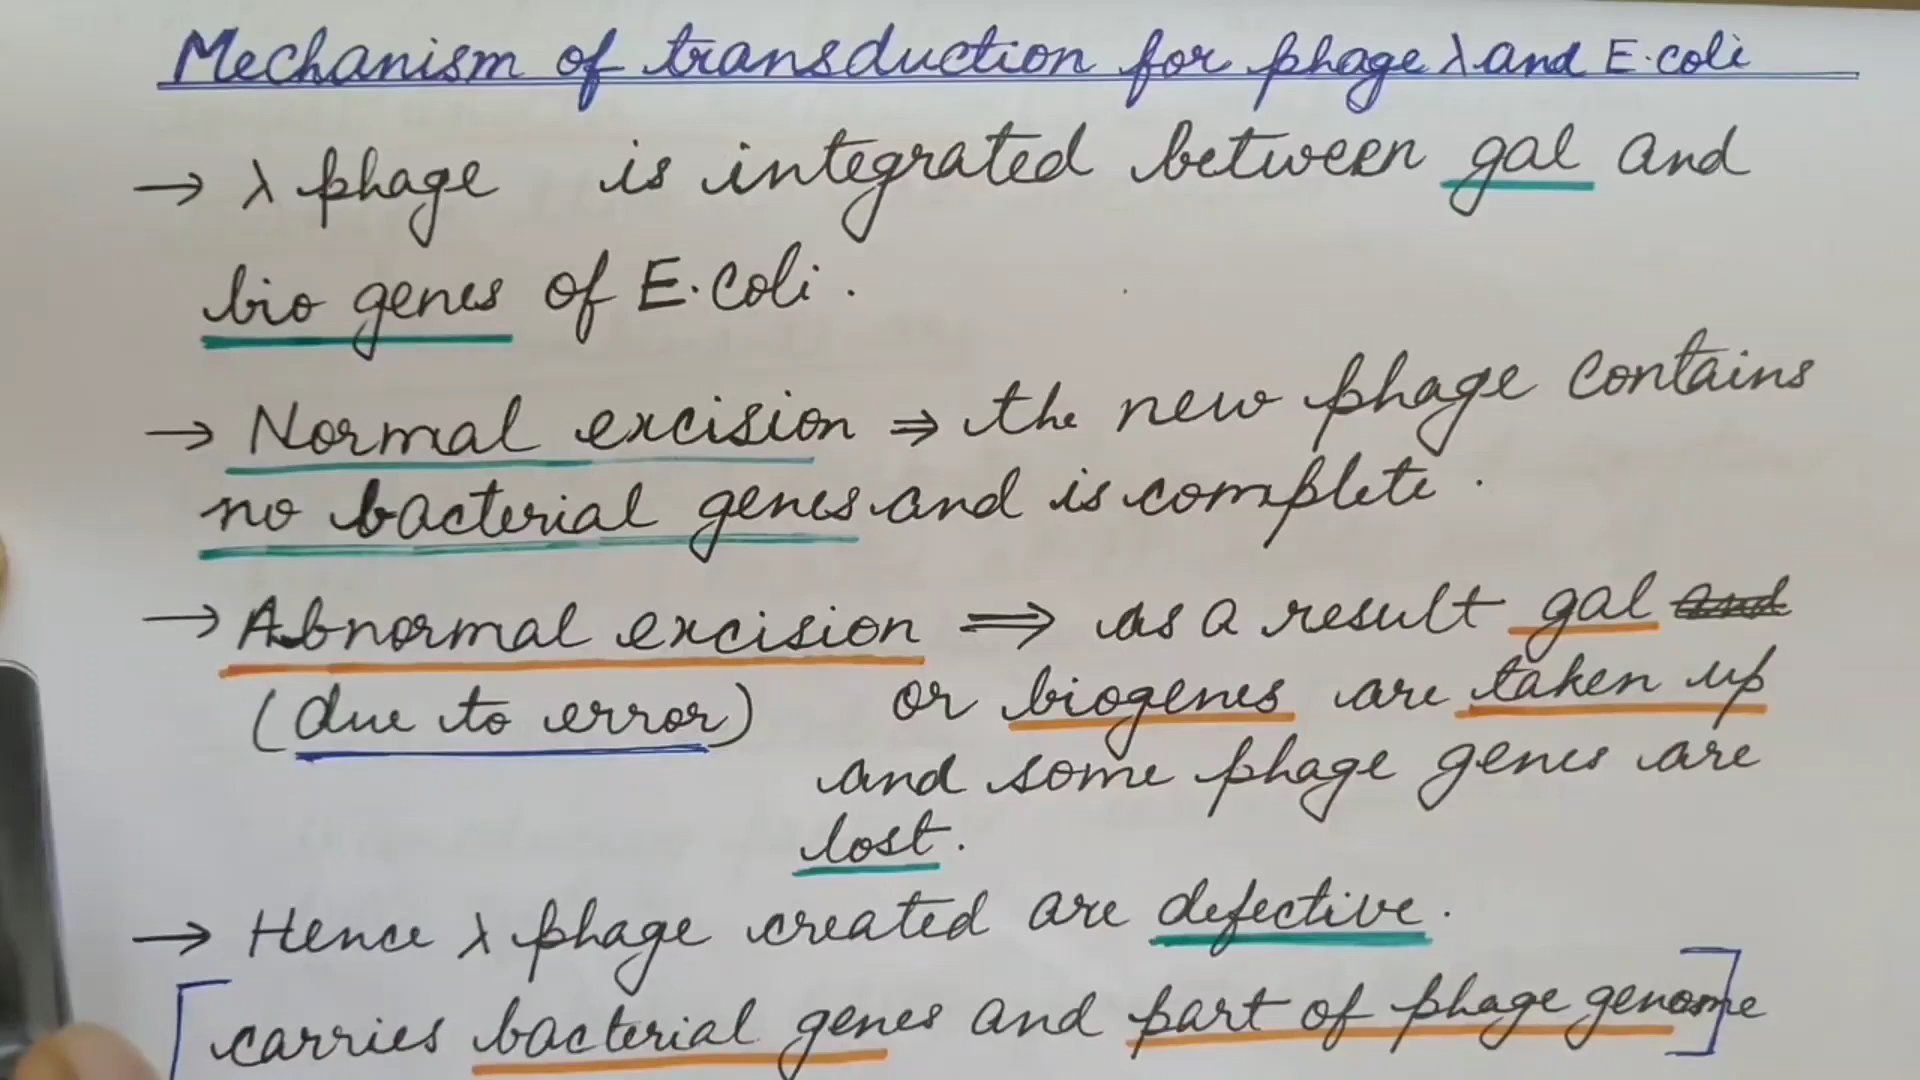 Mechanism of transduction for phage λ and E.coli
→ λ phage is integrated between gal and
bio genes of E.Coli.
→ Normal excision ⇒ the new phage contains
no bacterial genes and is complete.
→ Abnormal excision ⟹ as a result gal and
(due to error) or biogenes are taken up
and some phage genes are
lost.
→ Hence λ phage created are defective.
[carries bacterial genes and part of phage genome]